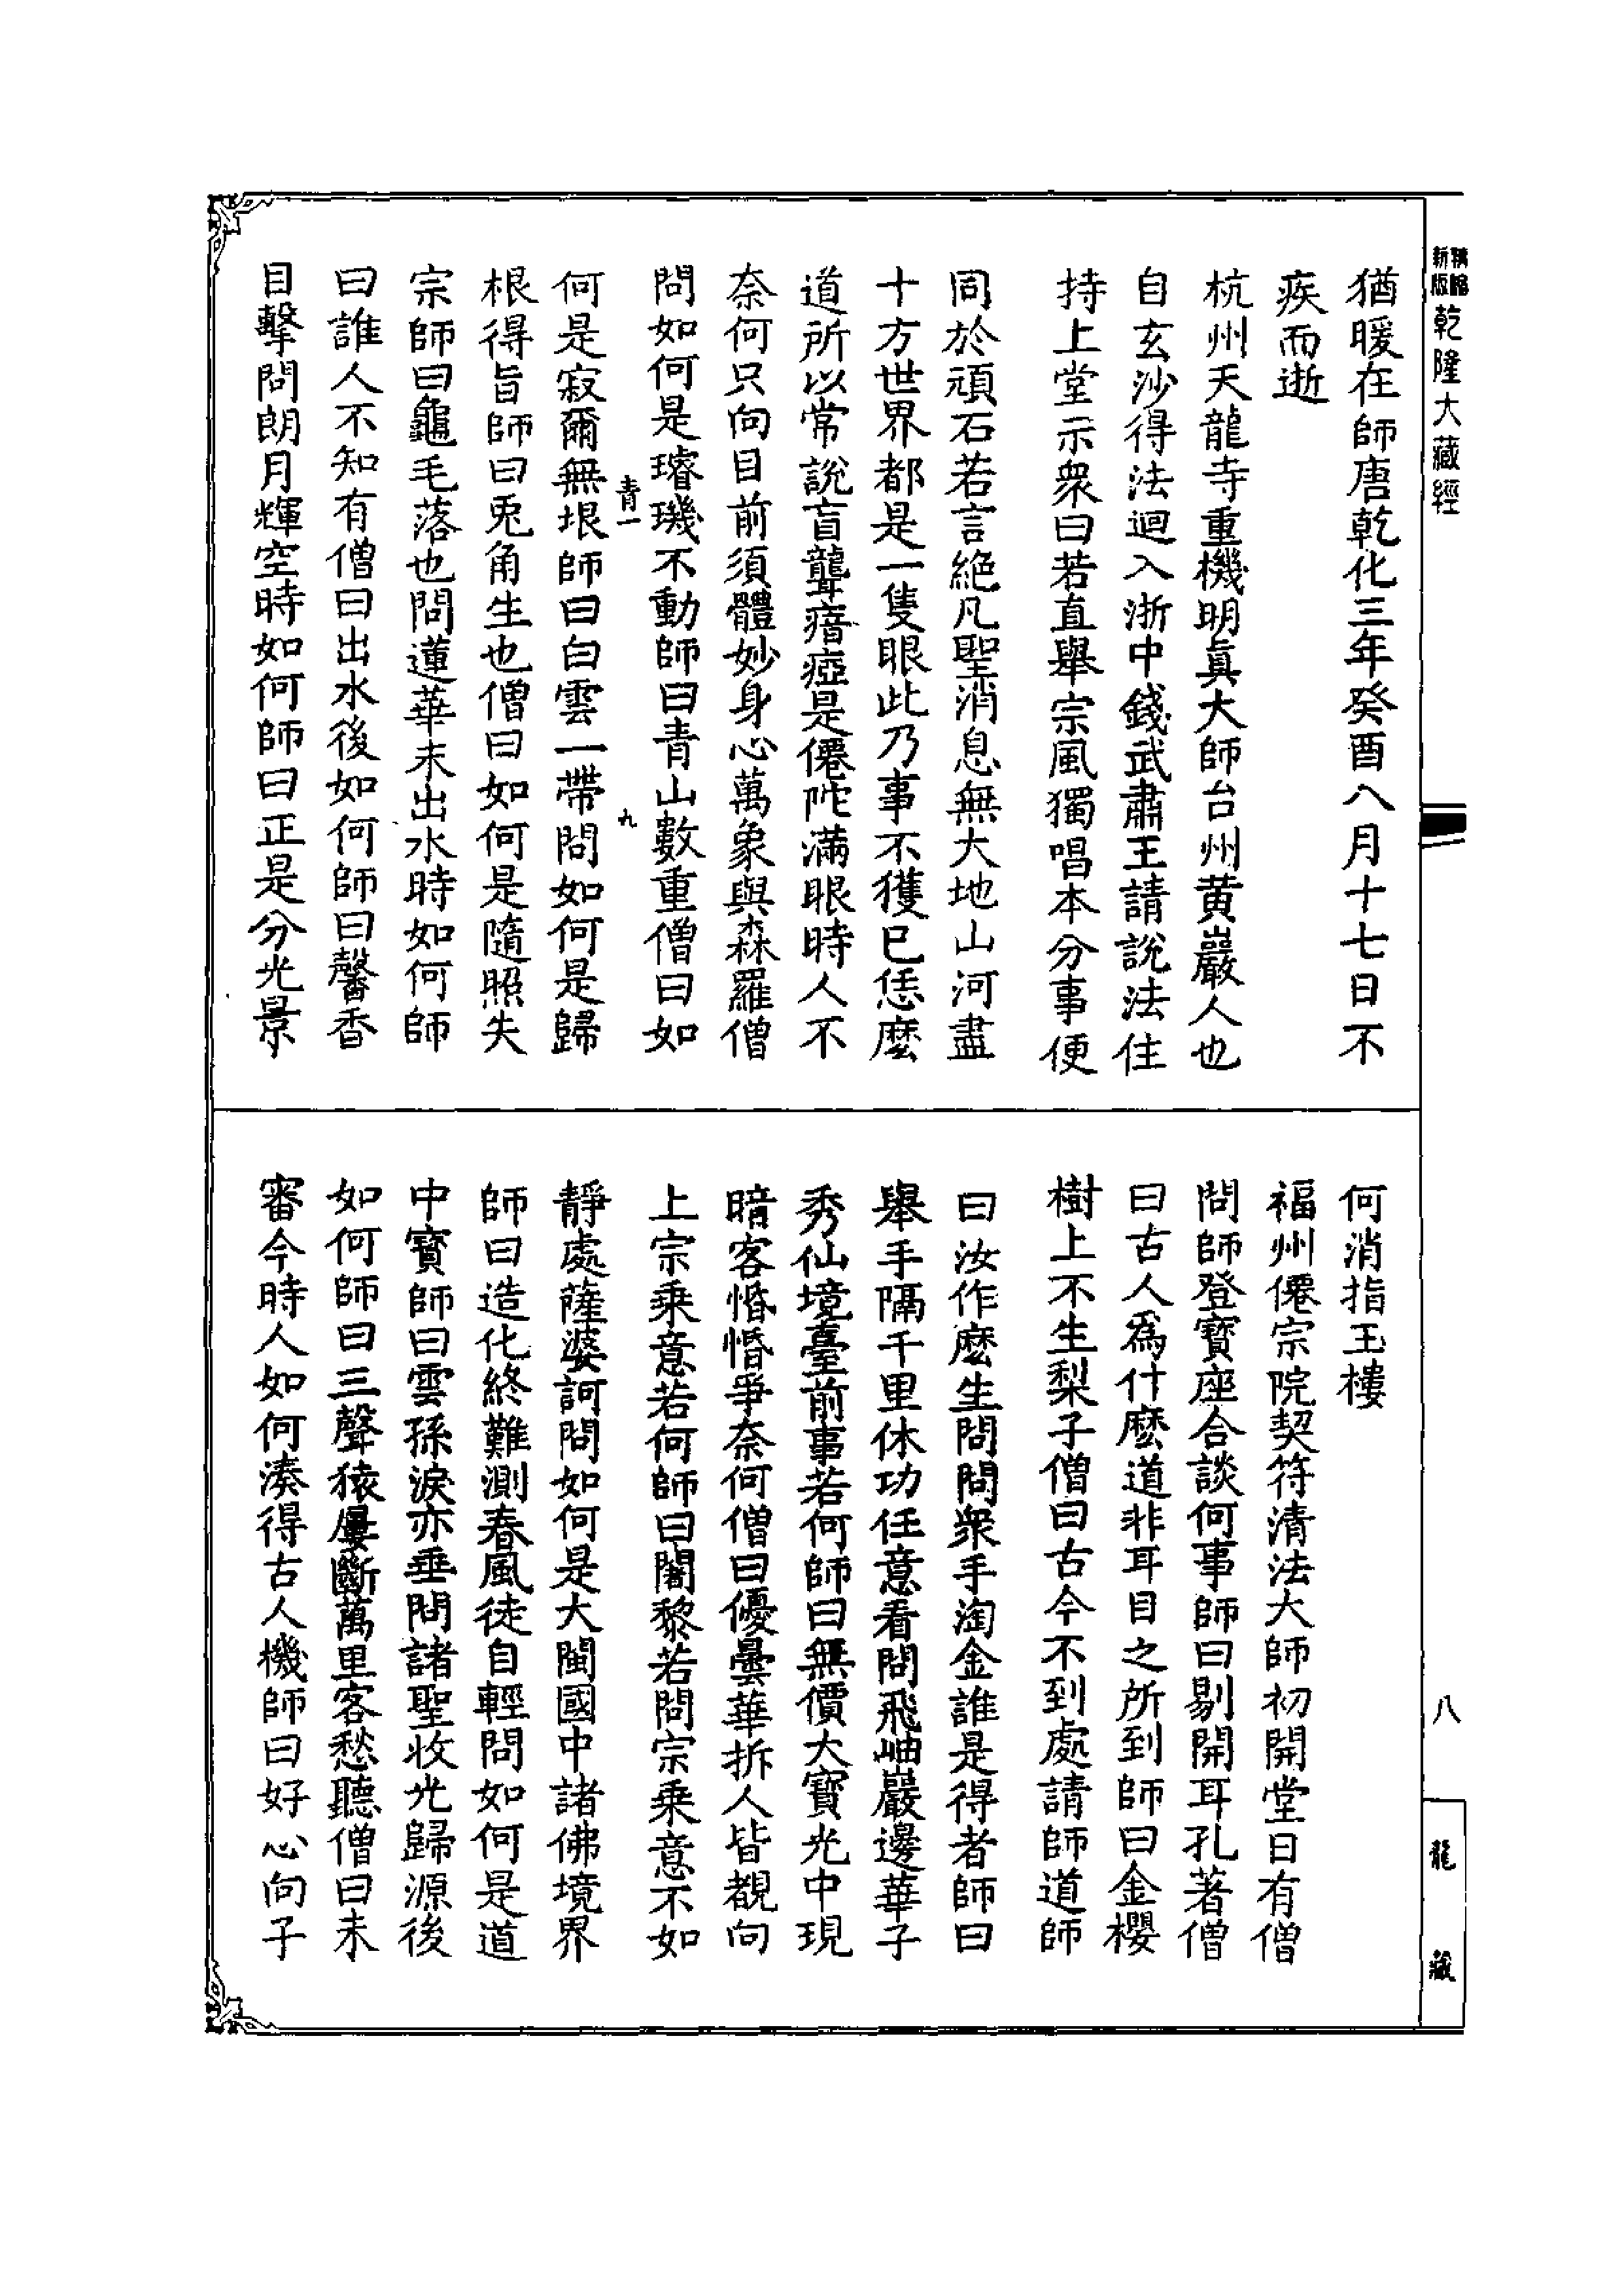 新版
乾隆大藏經
猶暖在師唐乾化三年癸酉八月十七日不
疾而逝
杭州天龍寺重機明眞大師台州黄巖人也
自玄沙得法迴入浙中錢武肅王請說法住
持上堂示衆曰若直舉宗風獨唱本分事便
同於頑石若言絶凡聖消息無大地山河盡
十方世界都是一隻眼此乃事不獲已恁麽
道所以常說盲聾瘖瘂是僊陀滿眼時人不
奈何只向目前須體妙身心萬象與森羅僧
問如何是璿璣不動師曰青山數重僧曰如
青一
九
何是寂爾無垠師曰白雲一帶問如何是歸
根得旨師曰兎角生也僧曰如何是隨照失
宗師曰龜毛落也問蓮華未出水時如何師
曰誰人不知有僧曰出水後如何師曰馨香
目擊問朗月輝空時如何師曰正是分光景
何消指玉樓
福州僊宗院契符清法大師初開堂日有僧
問師登寶座合談何事師曰剔開耳孔著僧
曰古人爲什麽道非耳目之所到師曰金櫻
樹上不生梨子僧曰古今不到處請師道師
曰汝作麽生問問衆手淘金誰是得者師曰
舉手隔千里休功任意看問飛岫巖邊華子
秀仙境臺前事若何師曰無價大寶光中現
暗客惛惛爭奈何僧曰優曇華拆人皆覩向
上宗乘意若何師曰闍黎若問宗乘意不如
靜處薩婆訶問如何是大閩國中諸佛境界
師曰造化終難測春風徒自輕問如何是道
中寳師曰雲孫淚亦垂問諸聖收光歸源後
如何師曰三聲猿屢斷萬里客愁聽僧曰未
審今時人如何湊得古人機師曰好心向子
八
龍藏